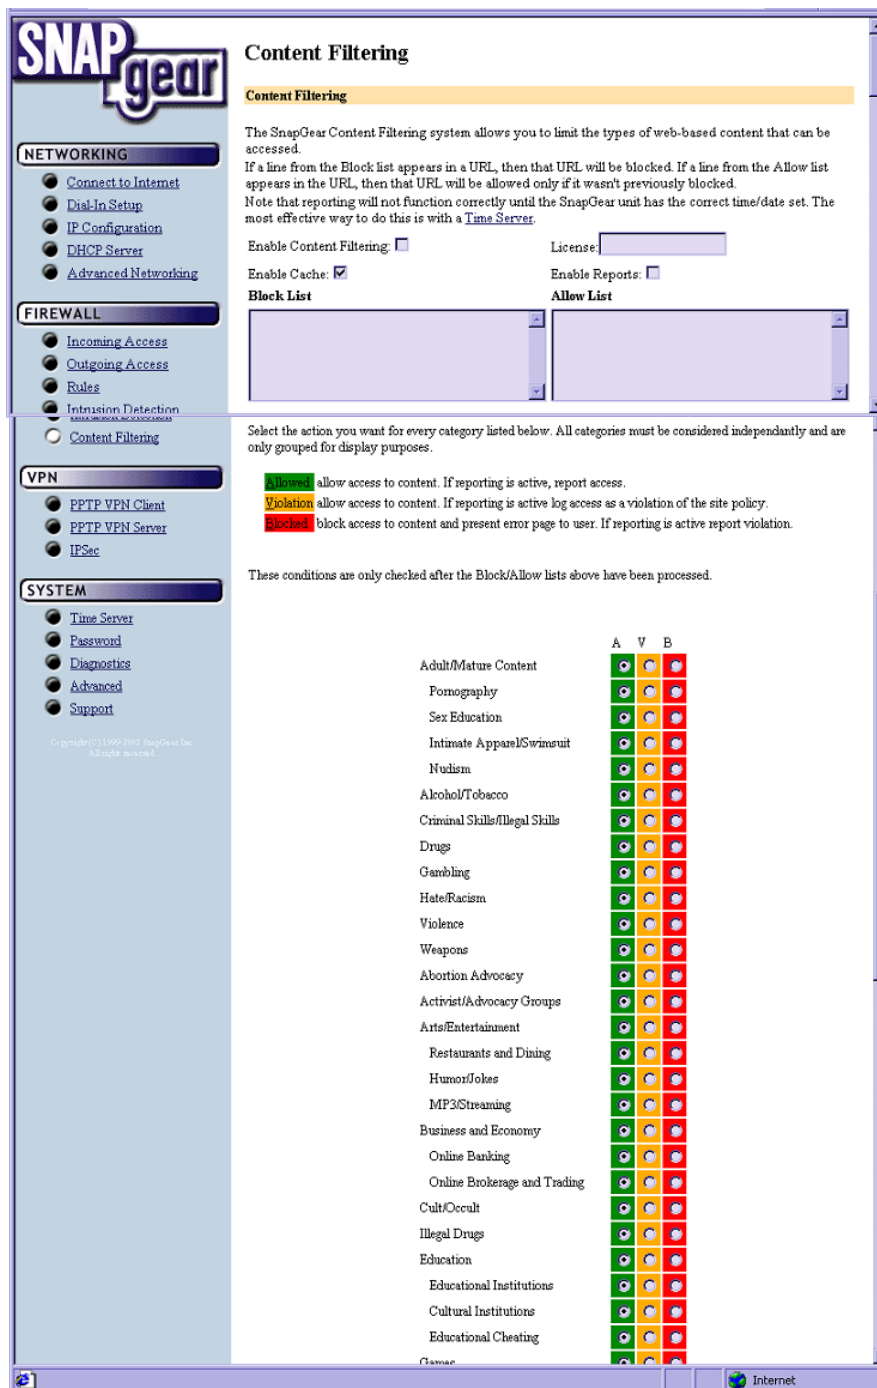 SNAP
gear
NETWORKING
Connect to Internet
Dial-In Setup
IP Configuration
DHCP Server
Advanced Networking
FIREWALL
Incoming Access
Outgoing Access
Rules
Intrusion Detection
Content Filtering
VPN
PPTP VPN Client
PPTP VPN Server
IPSec
SYSTEM
Time Server
Password
Diagnostics
Advanced
Support
Copyright (C) 1999-2002 SnapGear Inc
All rights reserved.
Content Filtering
Content Filtering
The SnapGear Content Filtering system allows you to limit the types of web-based content that can be
accessed.
If a line from the Block list appears in a URL, then that URL will be blocked. If a line from the Allow list
appears in the URL, then that URL will be allowed only if it wasn't previously blocked.
Note that reporting will not function correctly until the SnapGear unit has the correct time/date set. The
most effective way to do this is with a Time Server.
Enable Content Filtering: License:
Enable Cache: Enable Reports:
Block List Allow List
Select the action you want for every category listed below. All categories must be considered independantly and are
only grouped for display purposes.
Allowed allow access to content. If reporting is active, report access.
Violation allow access to content. If reporting is active log access as a violation of the site policy.
Blocked block access to content and present error page to user. If reporting is active report violation.
These conditions are only checked after the Block/Allow lists above have been processed.
A V B
Adult/Mature Content
Pornography
Sex Education
Intimate Apparel/Swimsuit
Nudism
Alcohol/Tobacco
Criminal Skills/Illegal Skills
Drugs
Gambling
Hate/Racism
Violence
Weapons
Abortion Advocacy
Activist/Advocacy Groups
Arts/Entertainment
Restaurants and Dining
Humor/Jokes
MP3/Streaming
Business and Economy
Online Banking
Online Brokerage and Trading
Cult/Occult
Illegal Drugs
Education
Educational Institutions
Cultural Institutions
Educational Cheating
Games
Internet